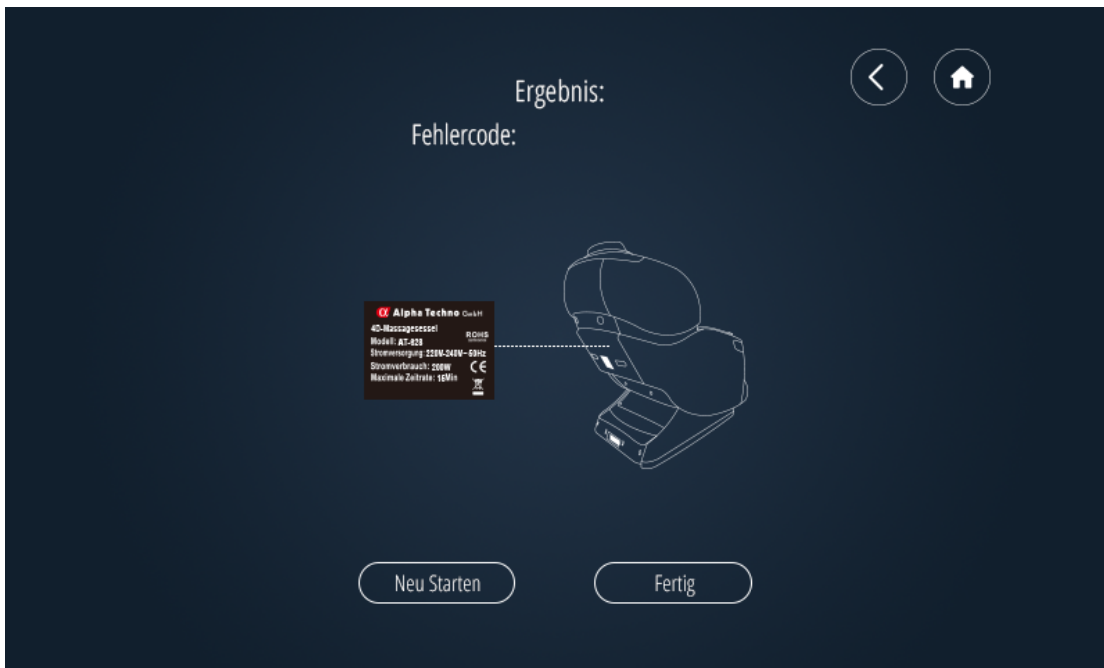 Ergebnis:
Fehlercode:
α Alpha Techno GmbH
4D-Massagesessel
ROHS
Modell: AT-628
Stromversorgung: 220V-240V~50Hz
Stromverbrauch: 200W
CE
Maximale Zeitrate: 15Min
Neu Starten
Fertig